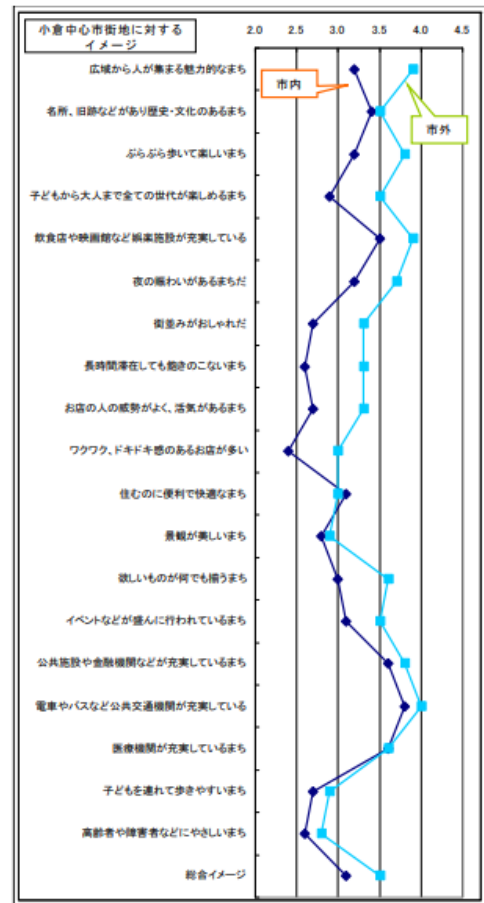 小倉中心市街地に対する
イメージ
2.0 2.5 3.0 3.5 4.0 4.5
市内
市外
広域から人が集まる魅力的なまち
名所、旧跡などがあり歴史・文化のあるまち
ぶらぶら歩いて楽しいまち
子どもから大人まで全ての世代が楽しめるまち
飲食店や映画館など娯楽施設が充実している
夜の賑わいがあるまちだ
街並みがおしゃれだ
長時間滞在しても飽きのこないまち
お店の人の威勢がよく、活気があるまち
ワクワク、ドキドキ感のあるお店が多い
住むのに便利で快適なまち
景観が美しいまち
欲しいものが何でも揃うまち
イベントなどが盛んに行われているまち
公共施設や金融機関などが充実しているまち
電車やバスなど公共交通機関が充実している
医療機関が充実しているまち
子どもを連れて歩きやすいまち
高齢者や障害者などにやさしいまち
総合イメージ